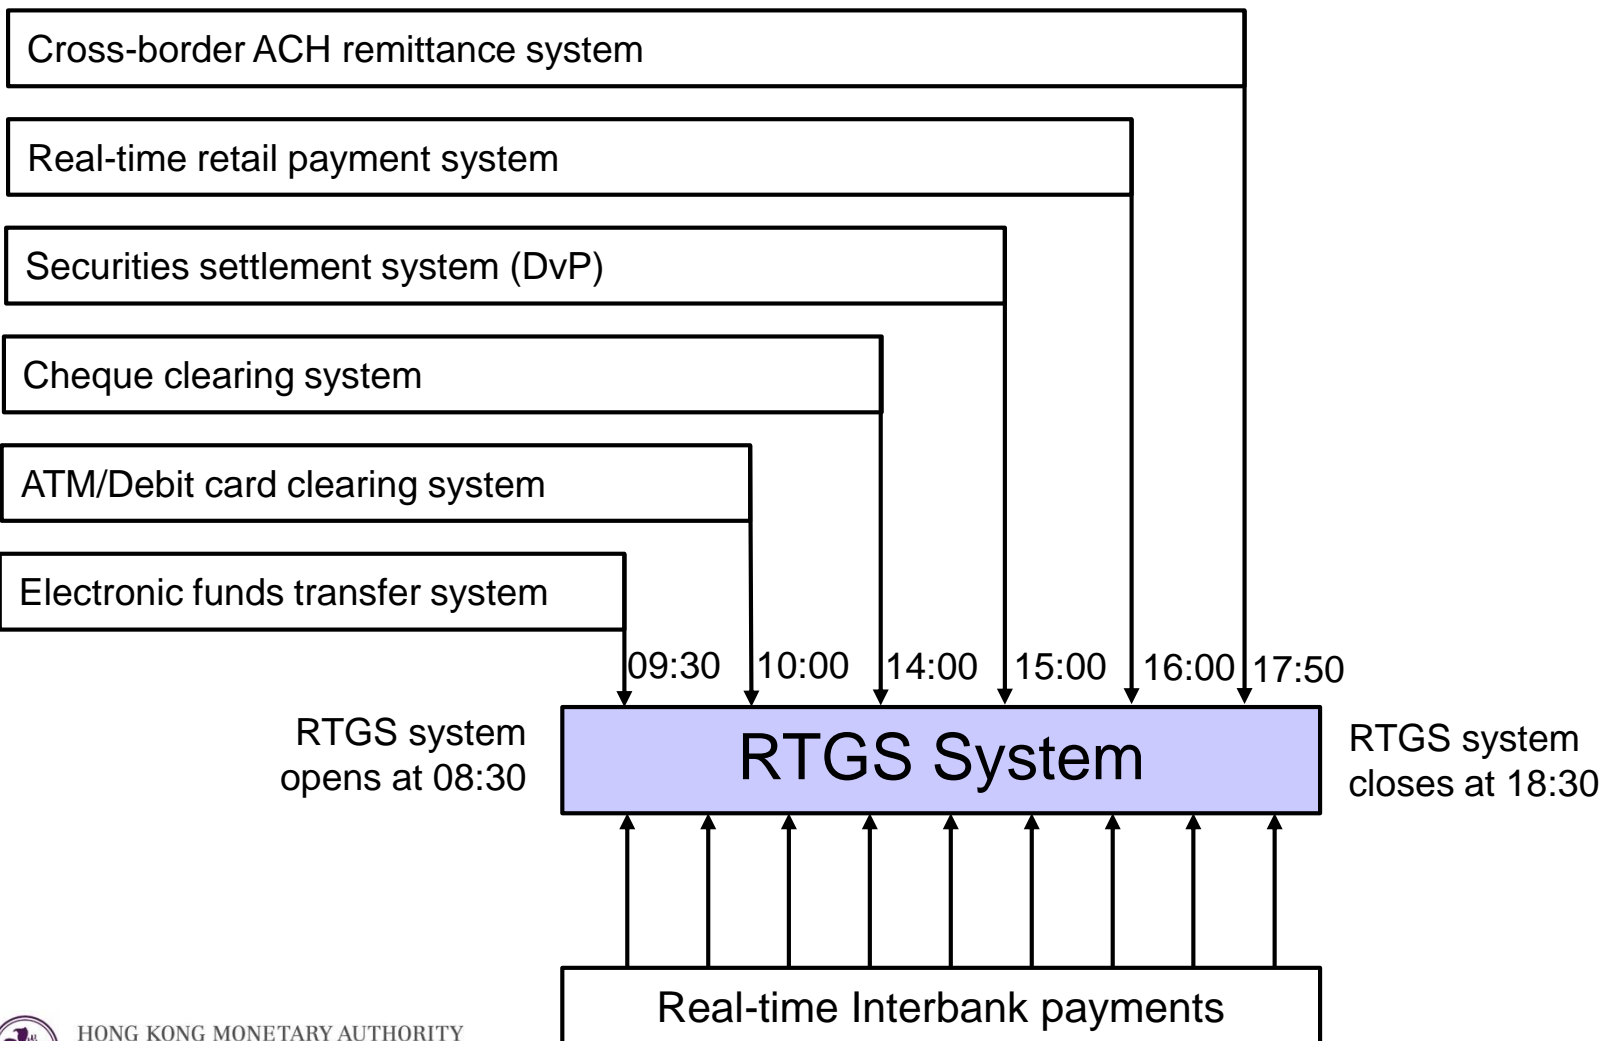 Cross-border ACH remittance system
Real-time retail payment system
Securities settlement system (DvP)
Cheque clearing system
ATM/Debit card clearing system
Electronic funds transfer system
09:30 10:00 14:00 15:00 16:00 17:50
RTGS system
opens at 08:30
RTGS System
RTGS system
closes at 18:30
Real-time Interbank payments
HONG KONG MONETARY AUTHORITY